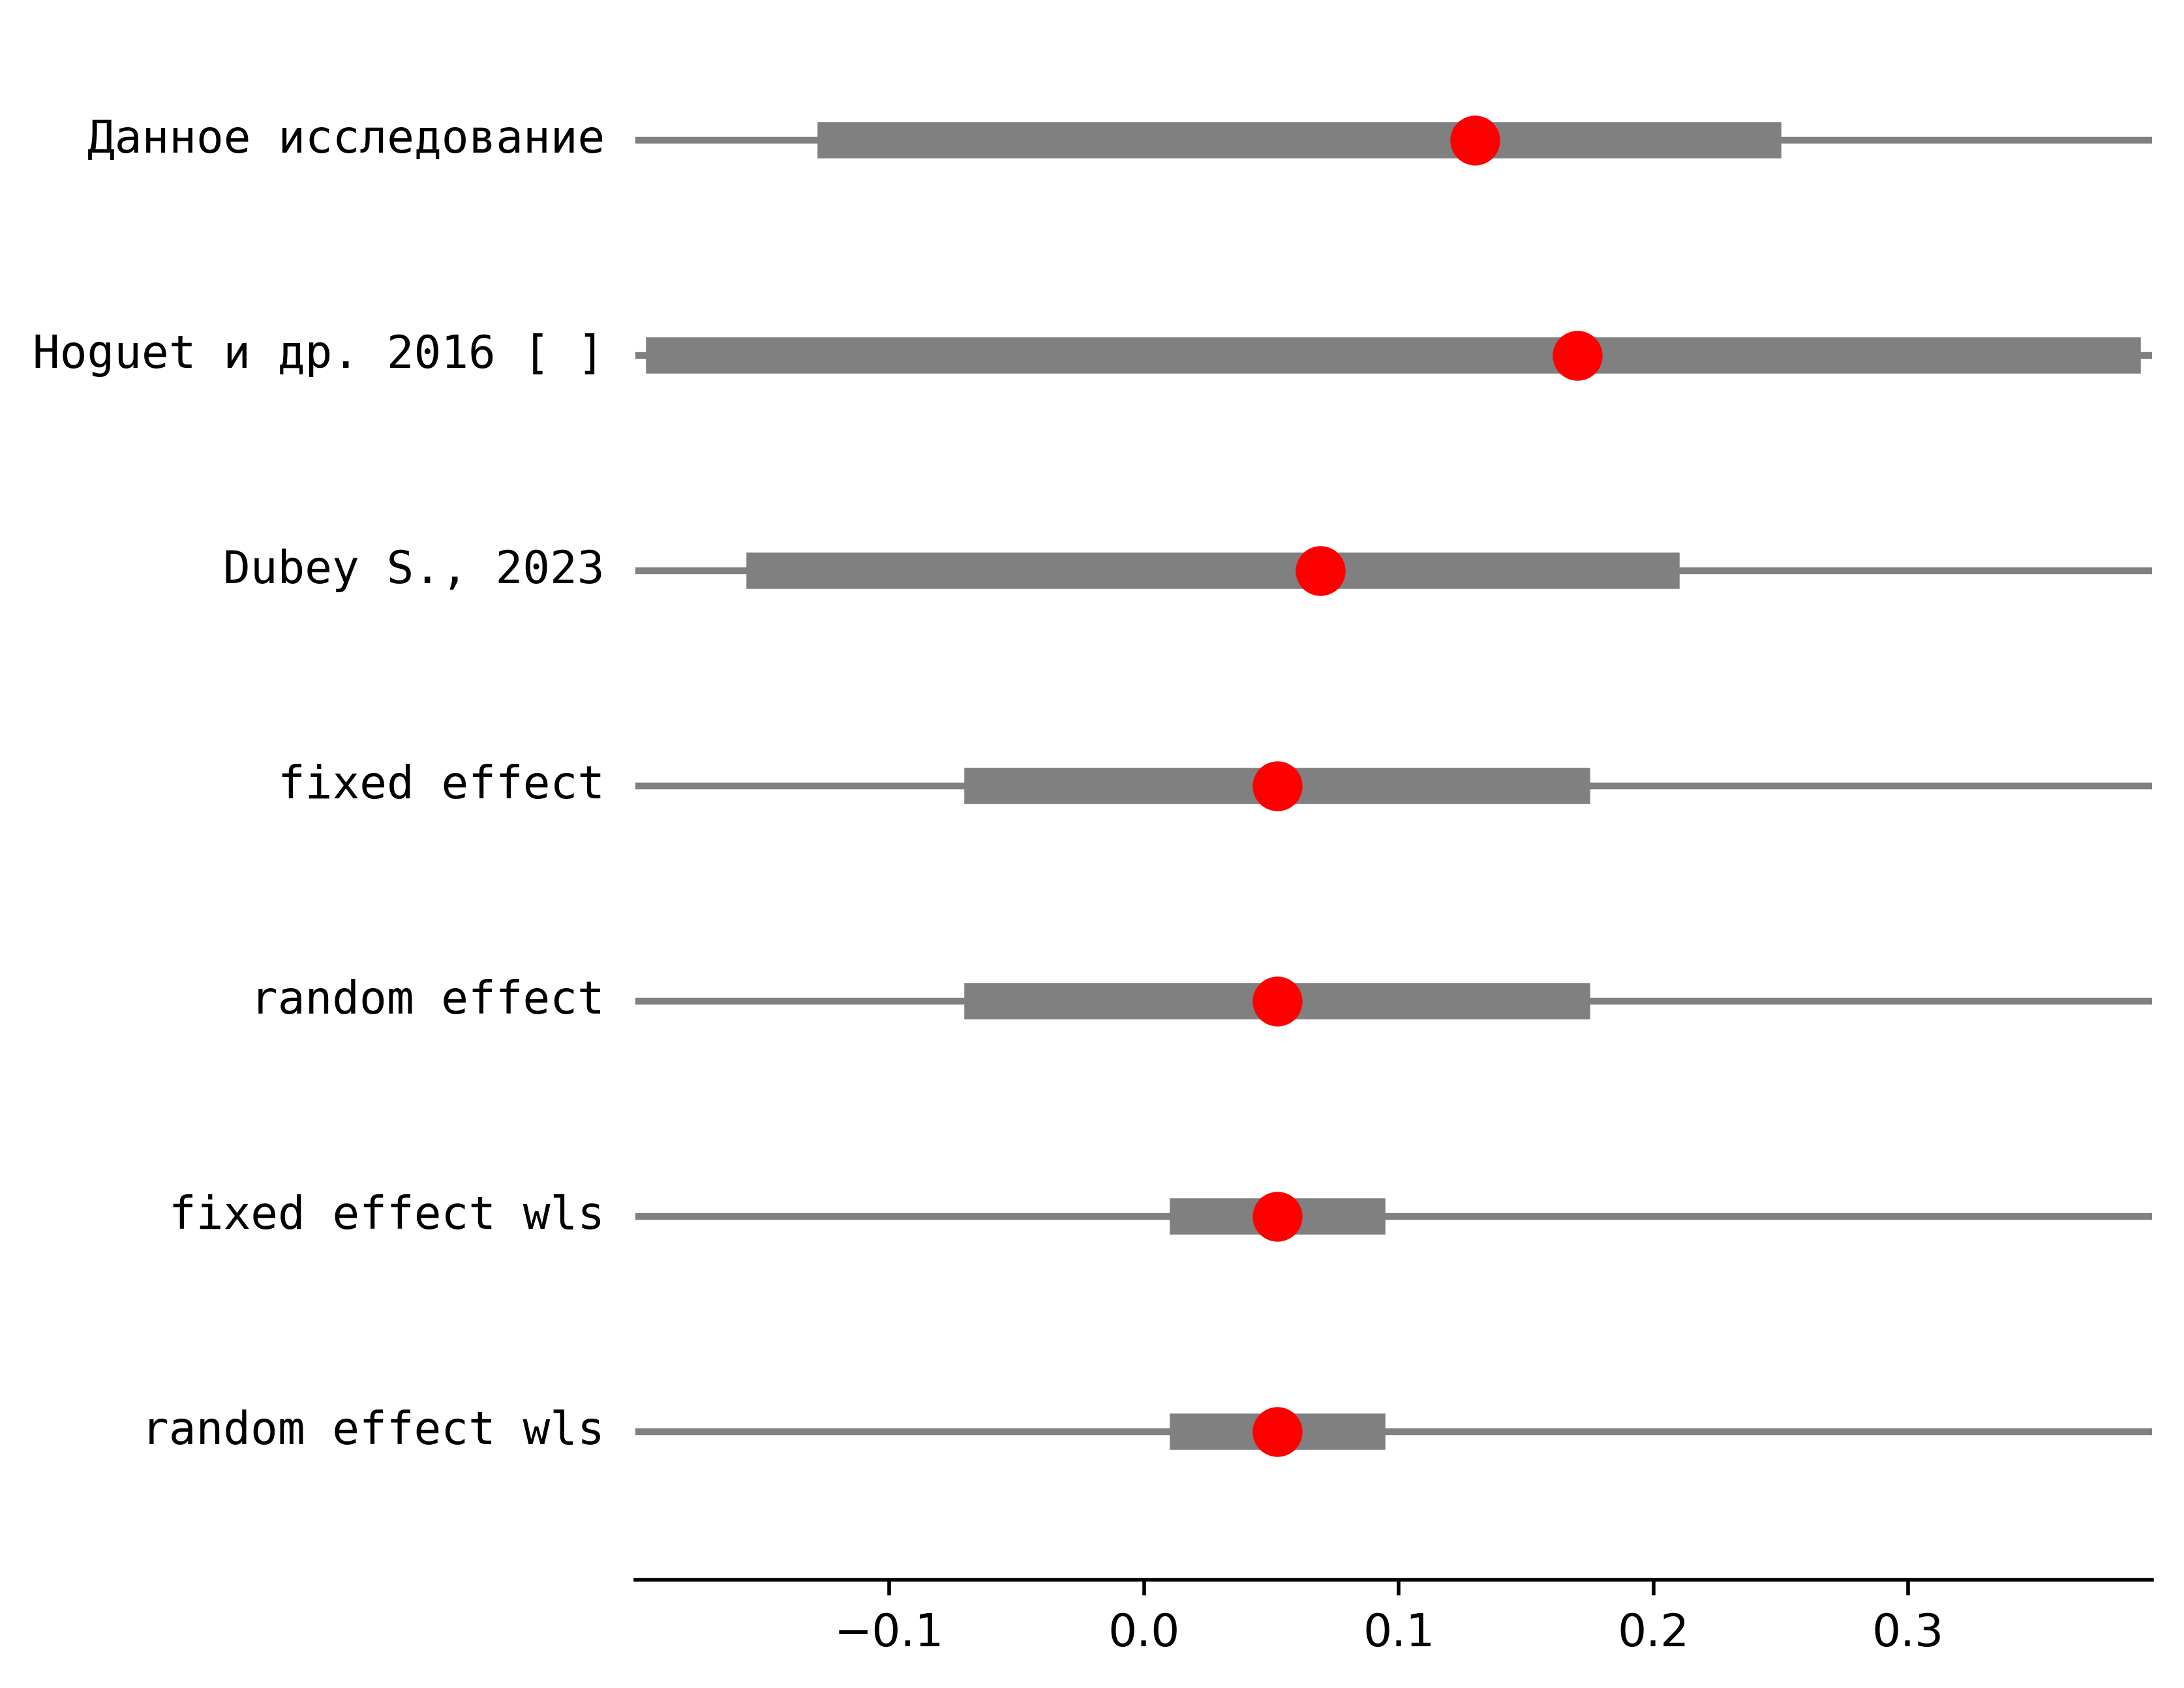 Данное исследование
Hoguet и др. 2016 [ ]
Dubey S., 2023
fixed effect
random effect
fixed effect wls
random effect wls
−0.1 0.0 0.1 0.2 0.3